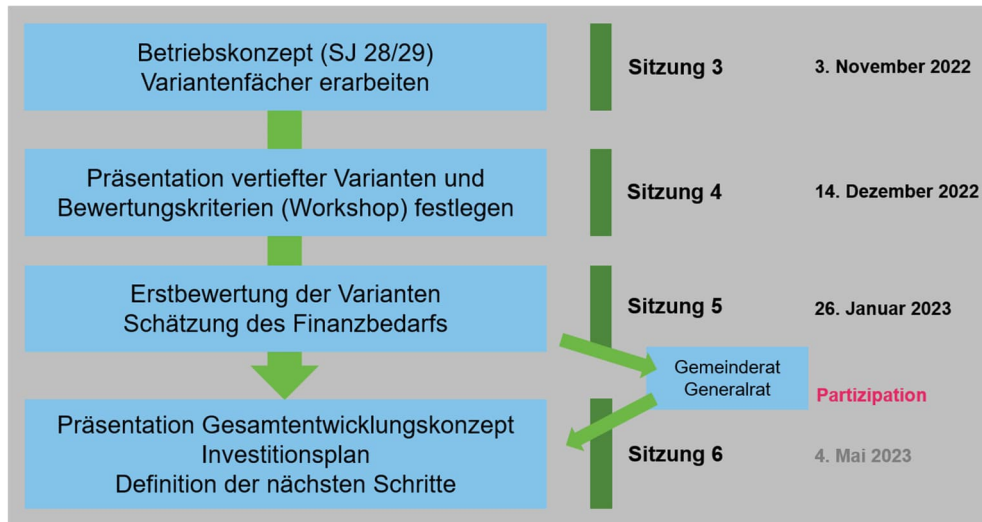 Betriebskonzept (SJ 28/29)
Variantenfächer erarbeiten
Sitzung 3
3. November 2022
Präsentation vertiefter Varianten und
Bewertungskriterien (Workshop) festlegen
Sitzung 4
14. Dezember 2022
Erstbewertung der Varianten
Schätzung des Finanzbedarfs
Sitzung 5
26. Januar 2023
Gemeinderat
Generalrat
Partizipation
Präsentation Gesamtentwicklungskonzept
Investitionsplan
Definition der nächsten Schritte
Sitzung 6
4. Mai 2023